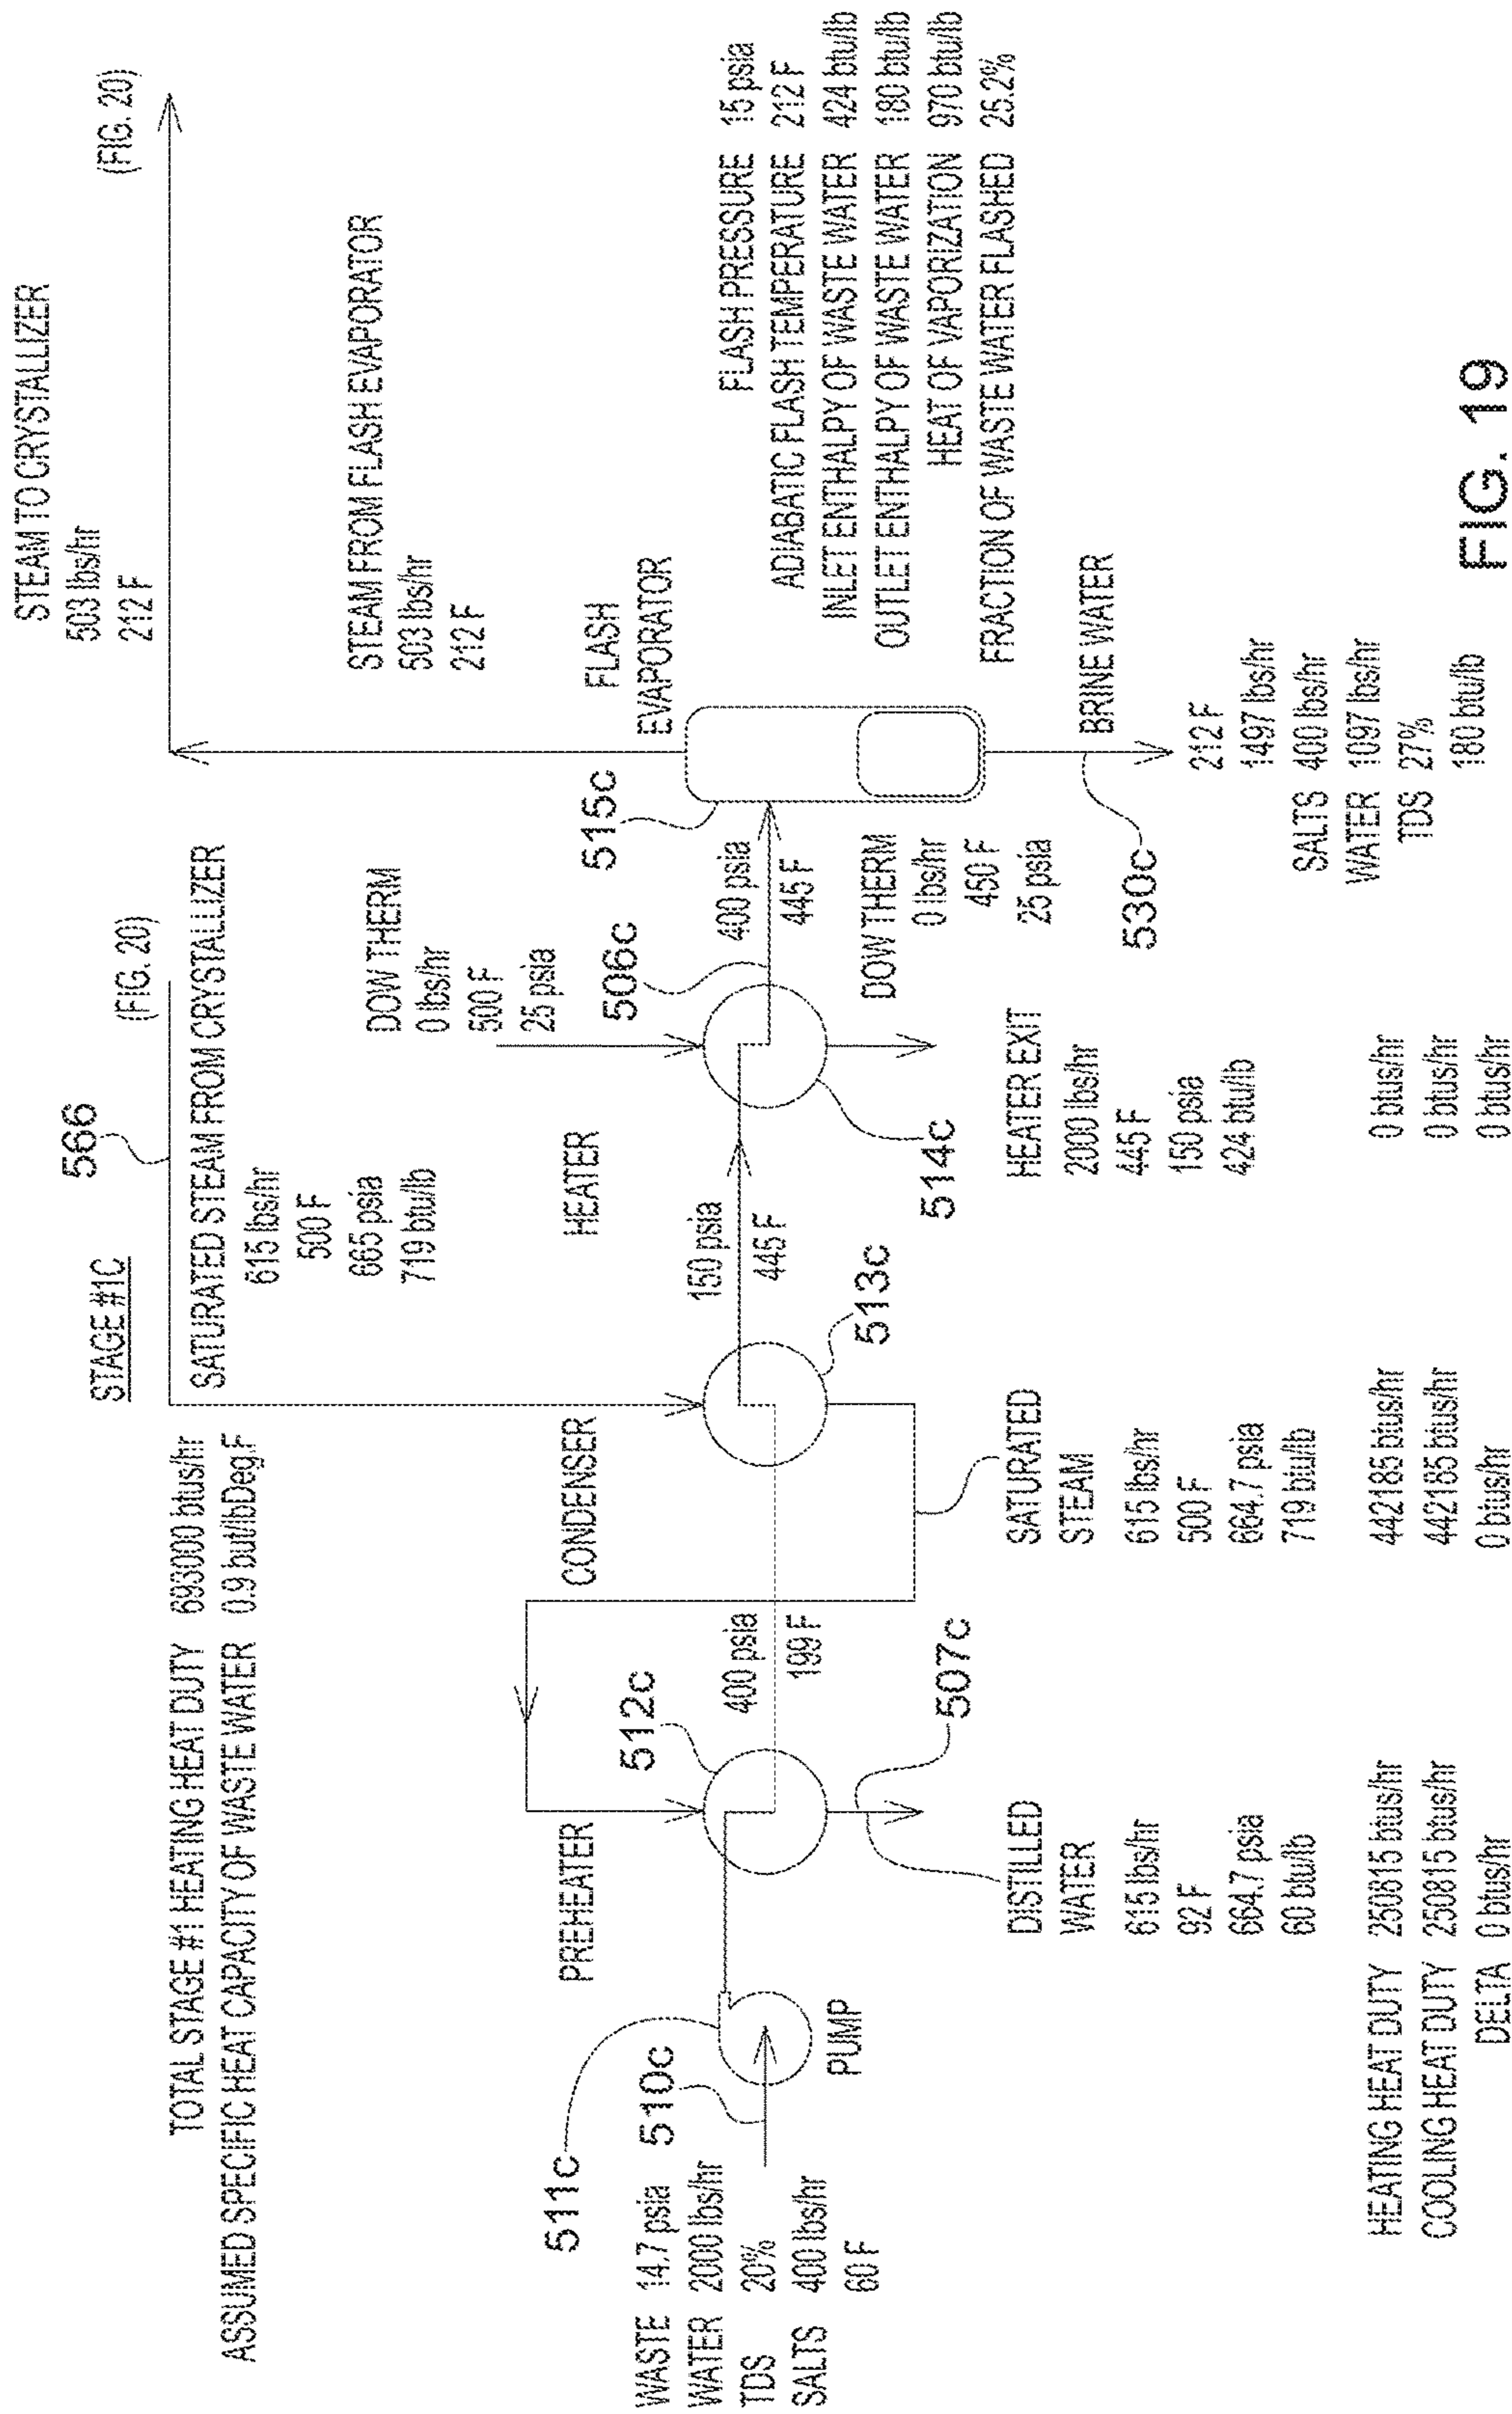 STEAM TO CRYSTALLIZER
503 lbs/hr
212 F
(FIG. 20)
STAGE #1C
566
(FIG. 20)
TOTAL STAGE #1 HEATING HEAT DUTY 693000 btus/hr
ASSUMED SPECIFIC HEAT CAPACITY OF WASTE WATER 0.9 but/lbDeg.F
SATURATED STEAM FROM CRYSTALLIZER
615 lbs/hr
500 F
665 psia
719 btu/lb
STEAM FROM FLASH EVAPORATOR
503 lbs/hr
212 F
DOW THERM
0 lbs/hr
500 F
25 psia
PREHEATER
CONDENSER
HEATER
FLASH
EVAPORATOR
511c
510c
512c
506c
515c
WASTE 14.7 psia
WATER 2000 lbs/hr
TDS 20%
SALTS 400 lbs/hr
60 F
PUMP
400 psia
199 F
150 psia
445 F
400 psia
445 F
507c
513c
514c
DOW THERM
0 lbs/hr
450 F
25 psia
530c
FLASH PRESSURE 15 psia
ADIABATIC FLASH TEMPERATURE 212 F
INLET ENTHALPY OF WASTE WATER 424 btu/lb
OUTLET ENTHALPY OF WASTE WATER 180 btu/lb
HEAT OF VAPORIZATION 970 btu/lb
FRACTION OF WASTE WATER FLASHED 25.2%
DISTILLED
WATER
615 lbs/hr
92 F
664.7 psia
60 btu/lb
SATURATED
STEAM
615 lbs/hr
500 F
664.7 psia
719 btu/lb
HEATER EXIT
2000 lbs/hr
445 F
150 psia
424 btu/lb
BRINE WATER
212 F
1497 lbs/hr
SALTS 400 lbs/hr
WATER 1097 lbs/hr
TDS 27%
180 btu/lb
HEATING HEAT DUTY 250815 btus/hr 442185 btus/hr 0 btus/hr
COOLING HEAT DUTY 250815 btus/hr 442185 btus/hr 0 btus/hr
DELTA 0 btus/hr 0 btus/hr 0 btus/hr
FIG. 19